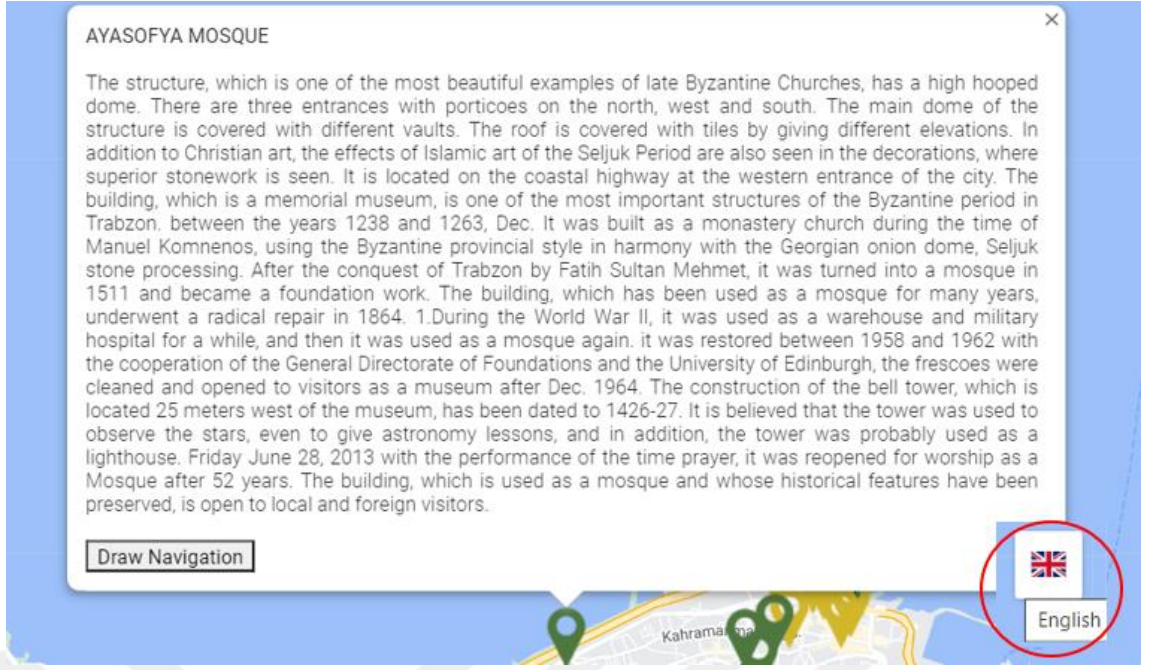 AYASOFYA MOSQUE
The structure, which is one of the most beautiful examples of late Byzantine Churches, has a high hooped
dome. There are three entrances with porticoes on the north, west and south. The main dome of the
structure is covered with different vaults. The roof is covered with tiles by giving different elevations. In
addition to Christian art, the effects of Islamic art of the Seljuk Period are also seen in the decorations, where
superior stonework is seen. It is located on the coastal highway at the western entrance of the city. The
building, which is a memorial museum, is one of the most important structures of the Byzantine period in
Trabzon. between the years 1238 and 1263, Dec. It was built as a monastery church during the time of
Manuel Komnenos, using the Byzantine provincial style in harmony with the Georgian onion dome, Seljuk
stone processing. After the conquest of Trabzon by Fatih Sultan Mehmet, it was turned into a mosque in
1511 and became a foundation work. The building, which has been used as a mosque for many years,
underwent a radical repair in 1864. 1.During the World War II, it was used as a warehouse and military
hospital for a while, and then it was used as a mosque again. it was restored between 1958 and 1962 with
the cooperation of the General Directorate of Foundations and the University of Edinburgh, the frescoes were
cleaned and opened to visitors as a museum after Dec. 1964. The construction of the bell tower, which is
located 25 meters west of the museum, has been dated to 1426-27. It is believed that the tower was used to
observe the stars, even to give astronomy lessons, and in addition, the tower was probably used as a
lighthouse. Friday June 28, 2013 with the performance of the time prayer, it was reopened for worship as a
Mosque after 52 years. The building, which is used as a mosque and whose historical features have been
preserved, is open to local and foreign visitors.
Draw Navigation
English